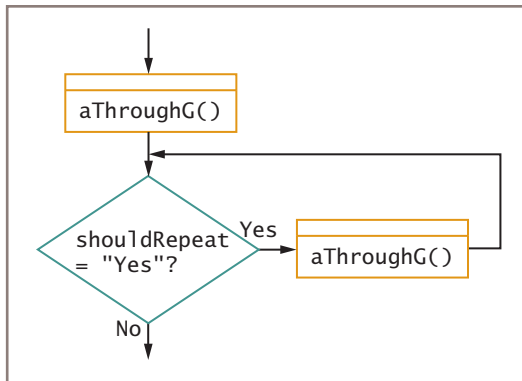 aThroughG()
shouldRepeat
= "Yes"?
Yes
aThroughG()
No